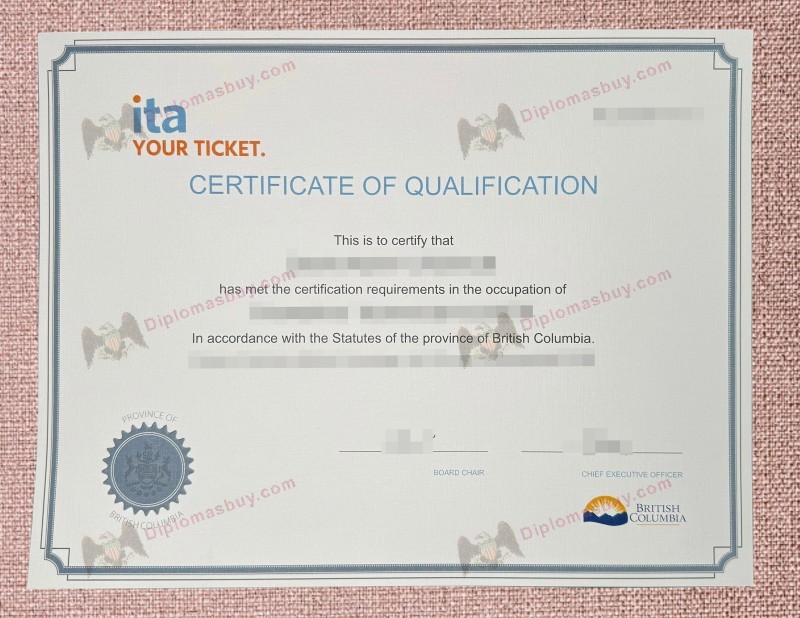 Diplomasbuy.com
Diplomasbuy.com
ita
YOUR TICKET.
CERTIFICATE OF QUALIFICATION
This is to certify that
has met the certification requirements in the occupation of
Diplomasbuy.com
Diplomasbuy.com
In accordance with the Statutes of the province of British Columbia.
PROVINCE OF
BRITISH COLUMBIA
BOARD CHAIR
CHIEF EXECUTIVE OFFICER
Diplomasbuy.com
Diplomasbuy.com
BRITISH
COLUMBIA